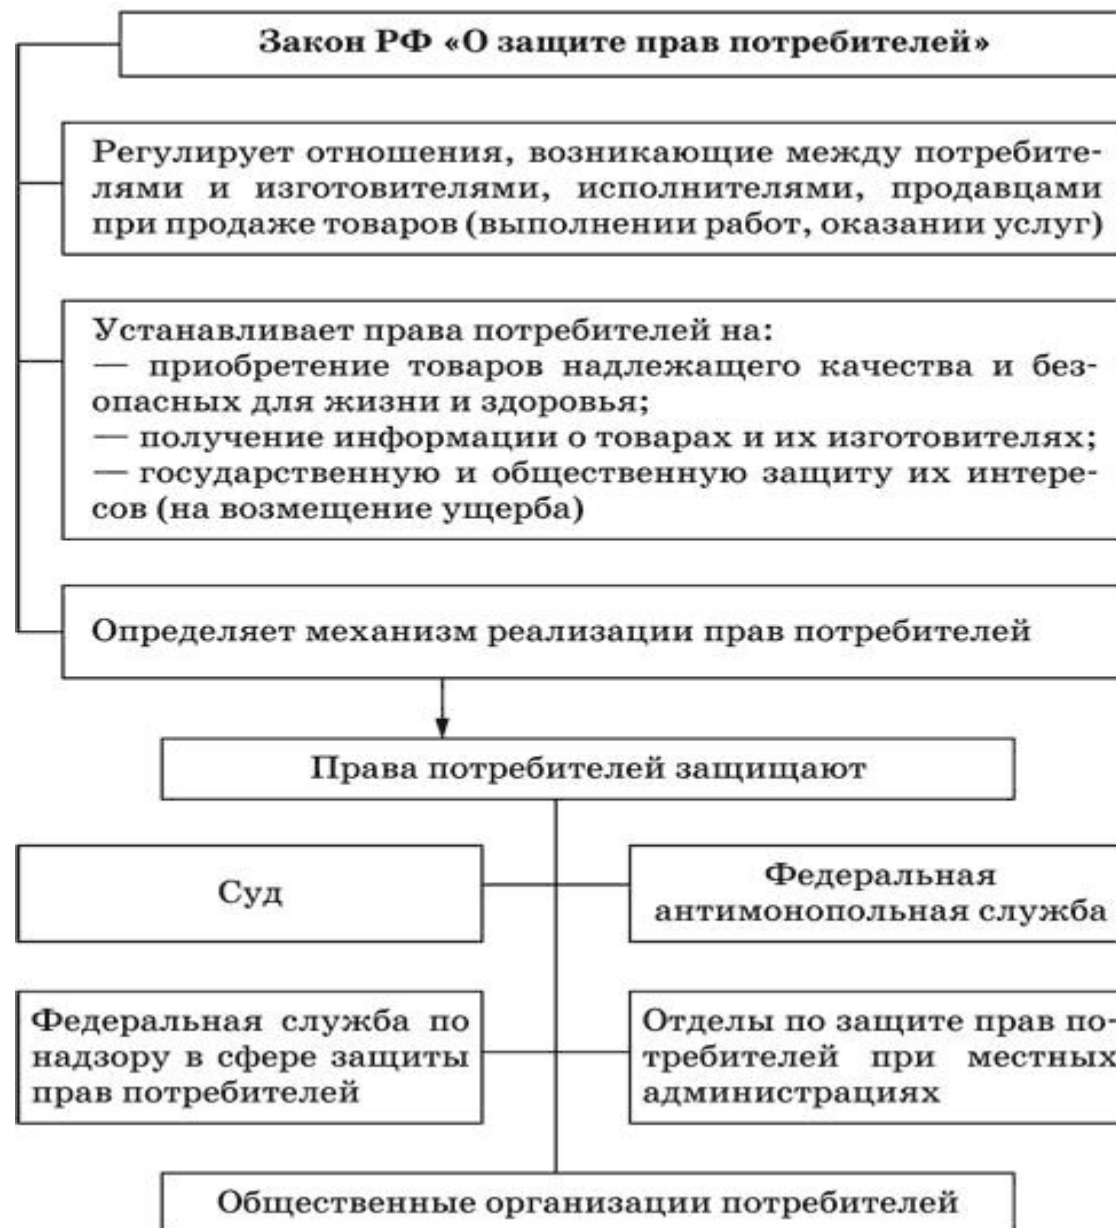 Закон РФ «О защите прав потребителей»
Регулирует отношения, возникающие между потребите-
лями и изготовителями, исполнителями, продавцами
при продаже товаров (выполнении работ, оказании услуг)
Устанавливает права потребителей на:
— приобретение товаров надлежащего качества и без-
опасных для жизни и здоровья;
— получение информации о товарах и их изготовителях;
— государственную и общественную защиту их интере-
сов (на возмещение ущерба)
Определяет механизм реализации прав потребителей
Права потребителей защищают
Суд
Федеральная
антимонопольная служба
Федеральная служба по
надзору в сфере защиты
прав потребителей
Отделы по защите прав по-
требителей при местных
администрациях
Общественные организации потребителей